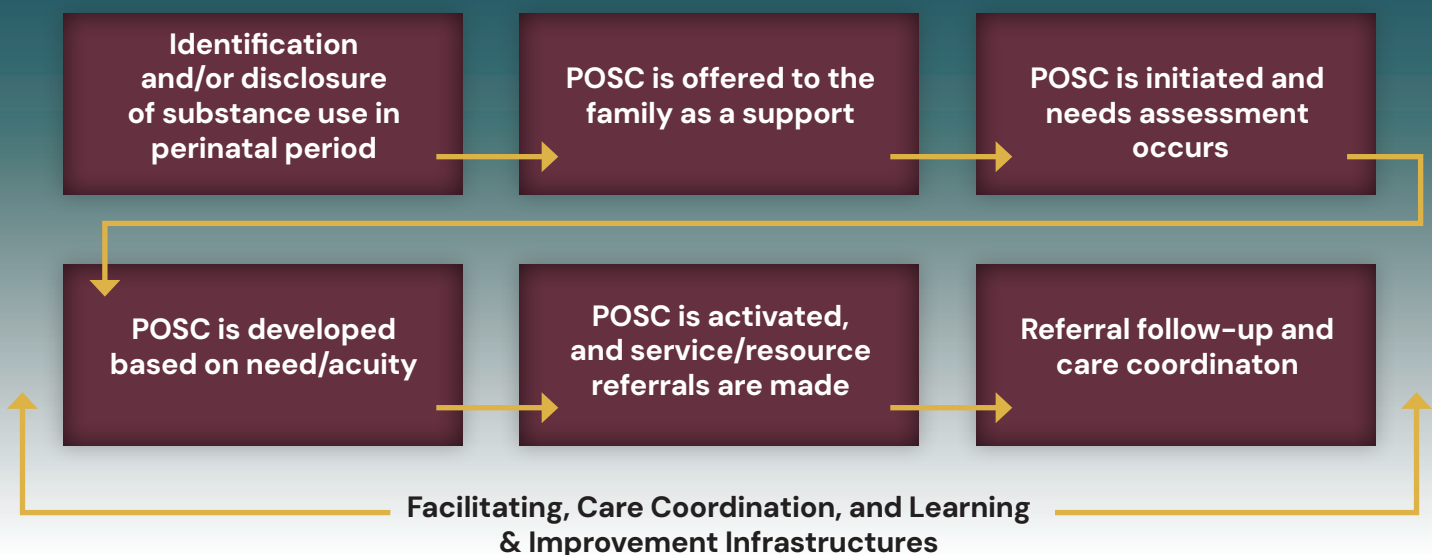 Identification
and/or disclosure
of substance use in
perinatal period
POSC is offered to the
family as a support
POSC is initiated and
needs assessment
occurs
POSC is developed
based on need/acuity
POSC is activated,
and service/resource
referrals are made
Referral follow-up and
care coordinaton
Facilitating, Care Coordination, and Learning
& Improvement Infrastructures